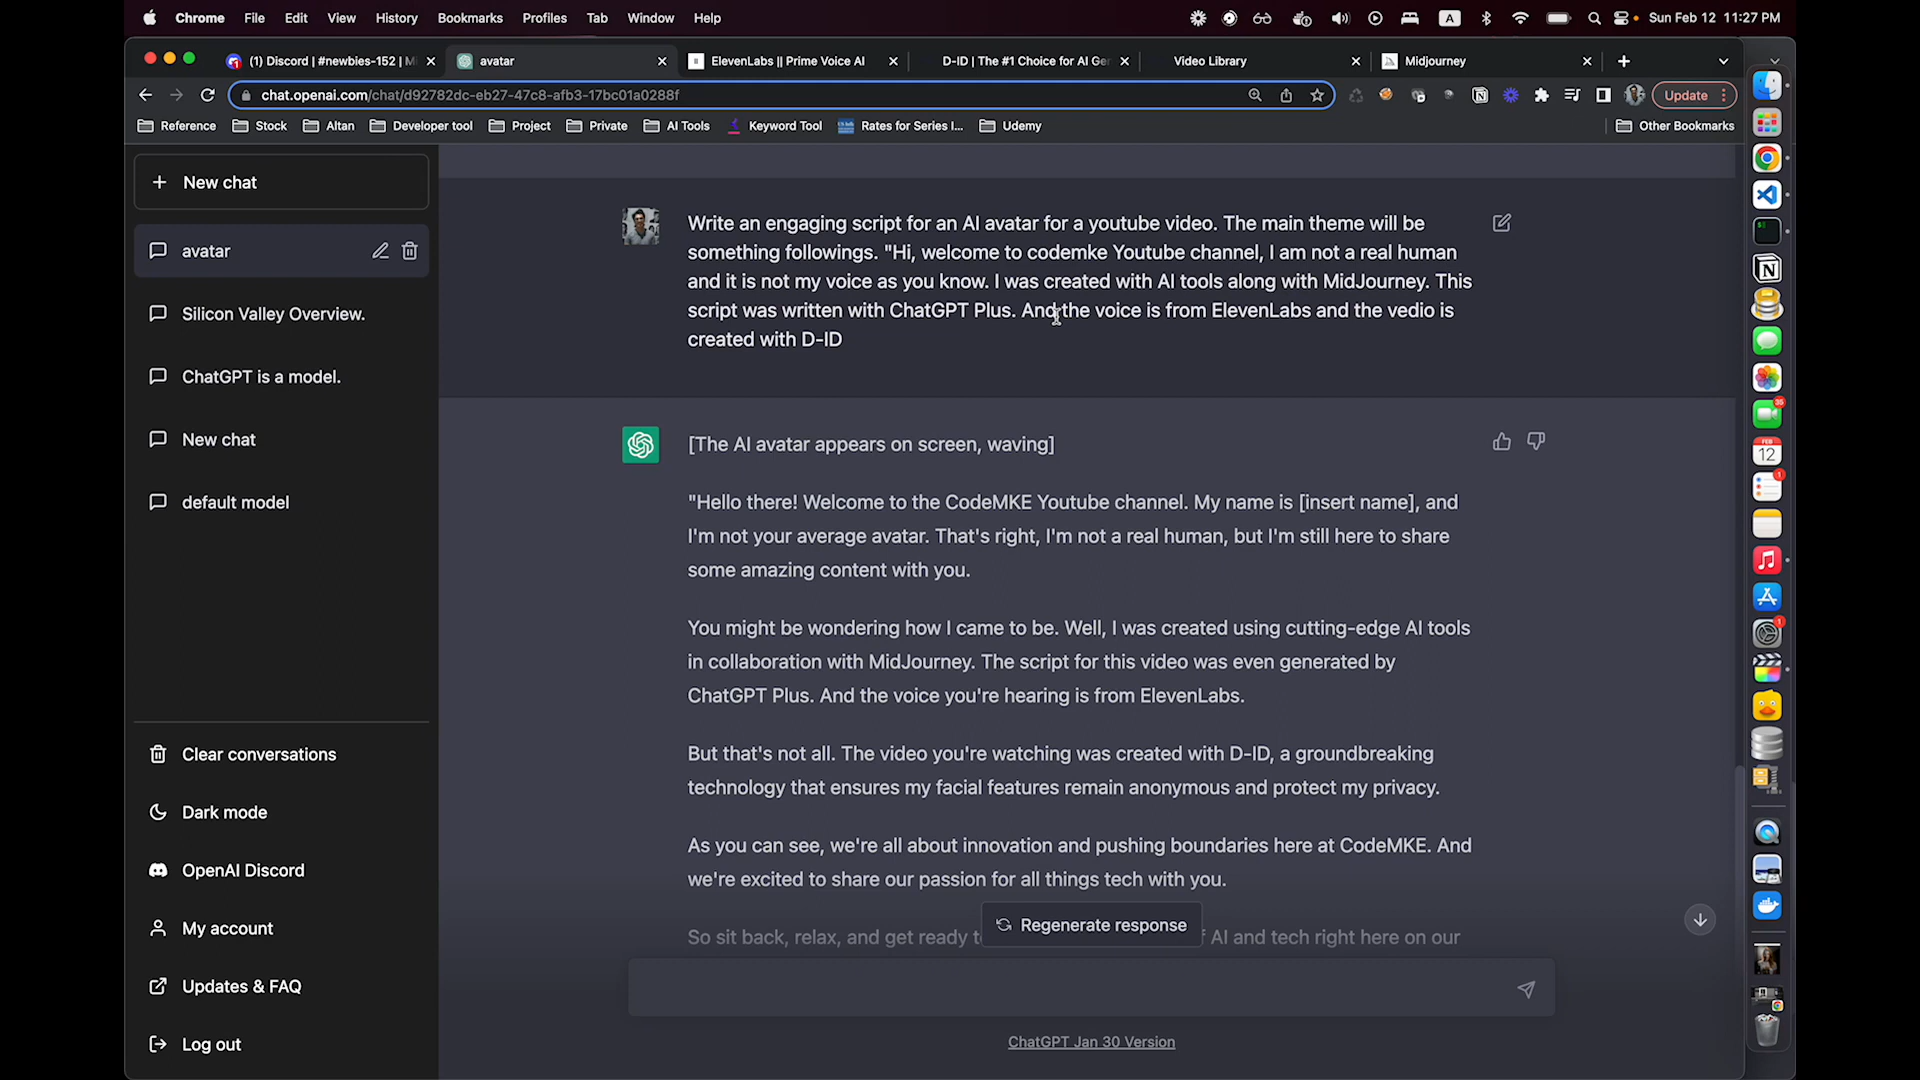 Chrome File Edit View History Bookmarks Profiles Tab Window Help A Sun Feb 12 11:27 PM
(1) Discord | #newbies-152 | M avatar ElevenLabs || Prime Voice AI D-ID | The #1 Choice for AI Ger Video Library Midjourney
chat.openai.com/chat/d92782dc-eb27-47c8-afb3-17bc01a0288f Update
Reference Stock Altan Developer tool Project Private AI Tools Keyword Tool Rates for Series I... Udemy Other Bookmarks
New chat
avatar
Silicon Valley Overview.
ChatGPT is a model.
New chat
default model
Clear conversations
Dark mode
OpenAI Discord
My account
Updates & FAQ
Log out
Write an engaging script for an AI avatar for a youtube video. The main theme will be
something followings. "Hi, welcome to codemke Youtube channel, I am not a real human
and it is not my voice as you know. I was created with AI tools along with MidJourney. This
script was written with ChatGPT Plus. And the voice is from ElevenLabs and the vedio is
created with D-ID
[The AI avatar appears on screen, waving]
"Hello there! Welcome to the CodeMKE Youtube channel. My name is [insert name], and
I'm not your average avatar. That's right, I'm not a real human, but I'm still here to share
some amazing content with you.
You might be wondering how I came to be. Well, I was created using cutting-edge AI tools
in collaboration with MidJourney. The script for this video was even generated by
ChatGPT Plus. And the voice you're hearing is from ElevenLabs.
But that's not all. The video you're watching was created with D-ID, a groundbreaking
technology that ensures my facial features remain anonymous and protect my privacy.
As you can see, we're all about innovation and pushing boundaries here at CodeMKE. And
we're excited to share our passion for all things tech with you.
So sit back, relax, and get ready t AI and tech right here on our
Regenerate response
ChatGPT Jan 30 Version
35
FEB
12
1
1